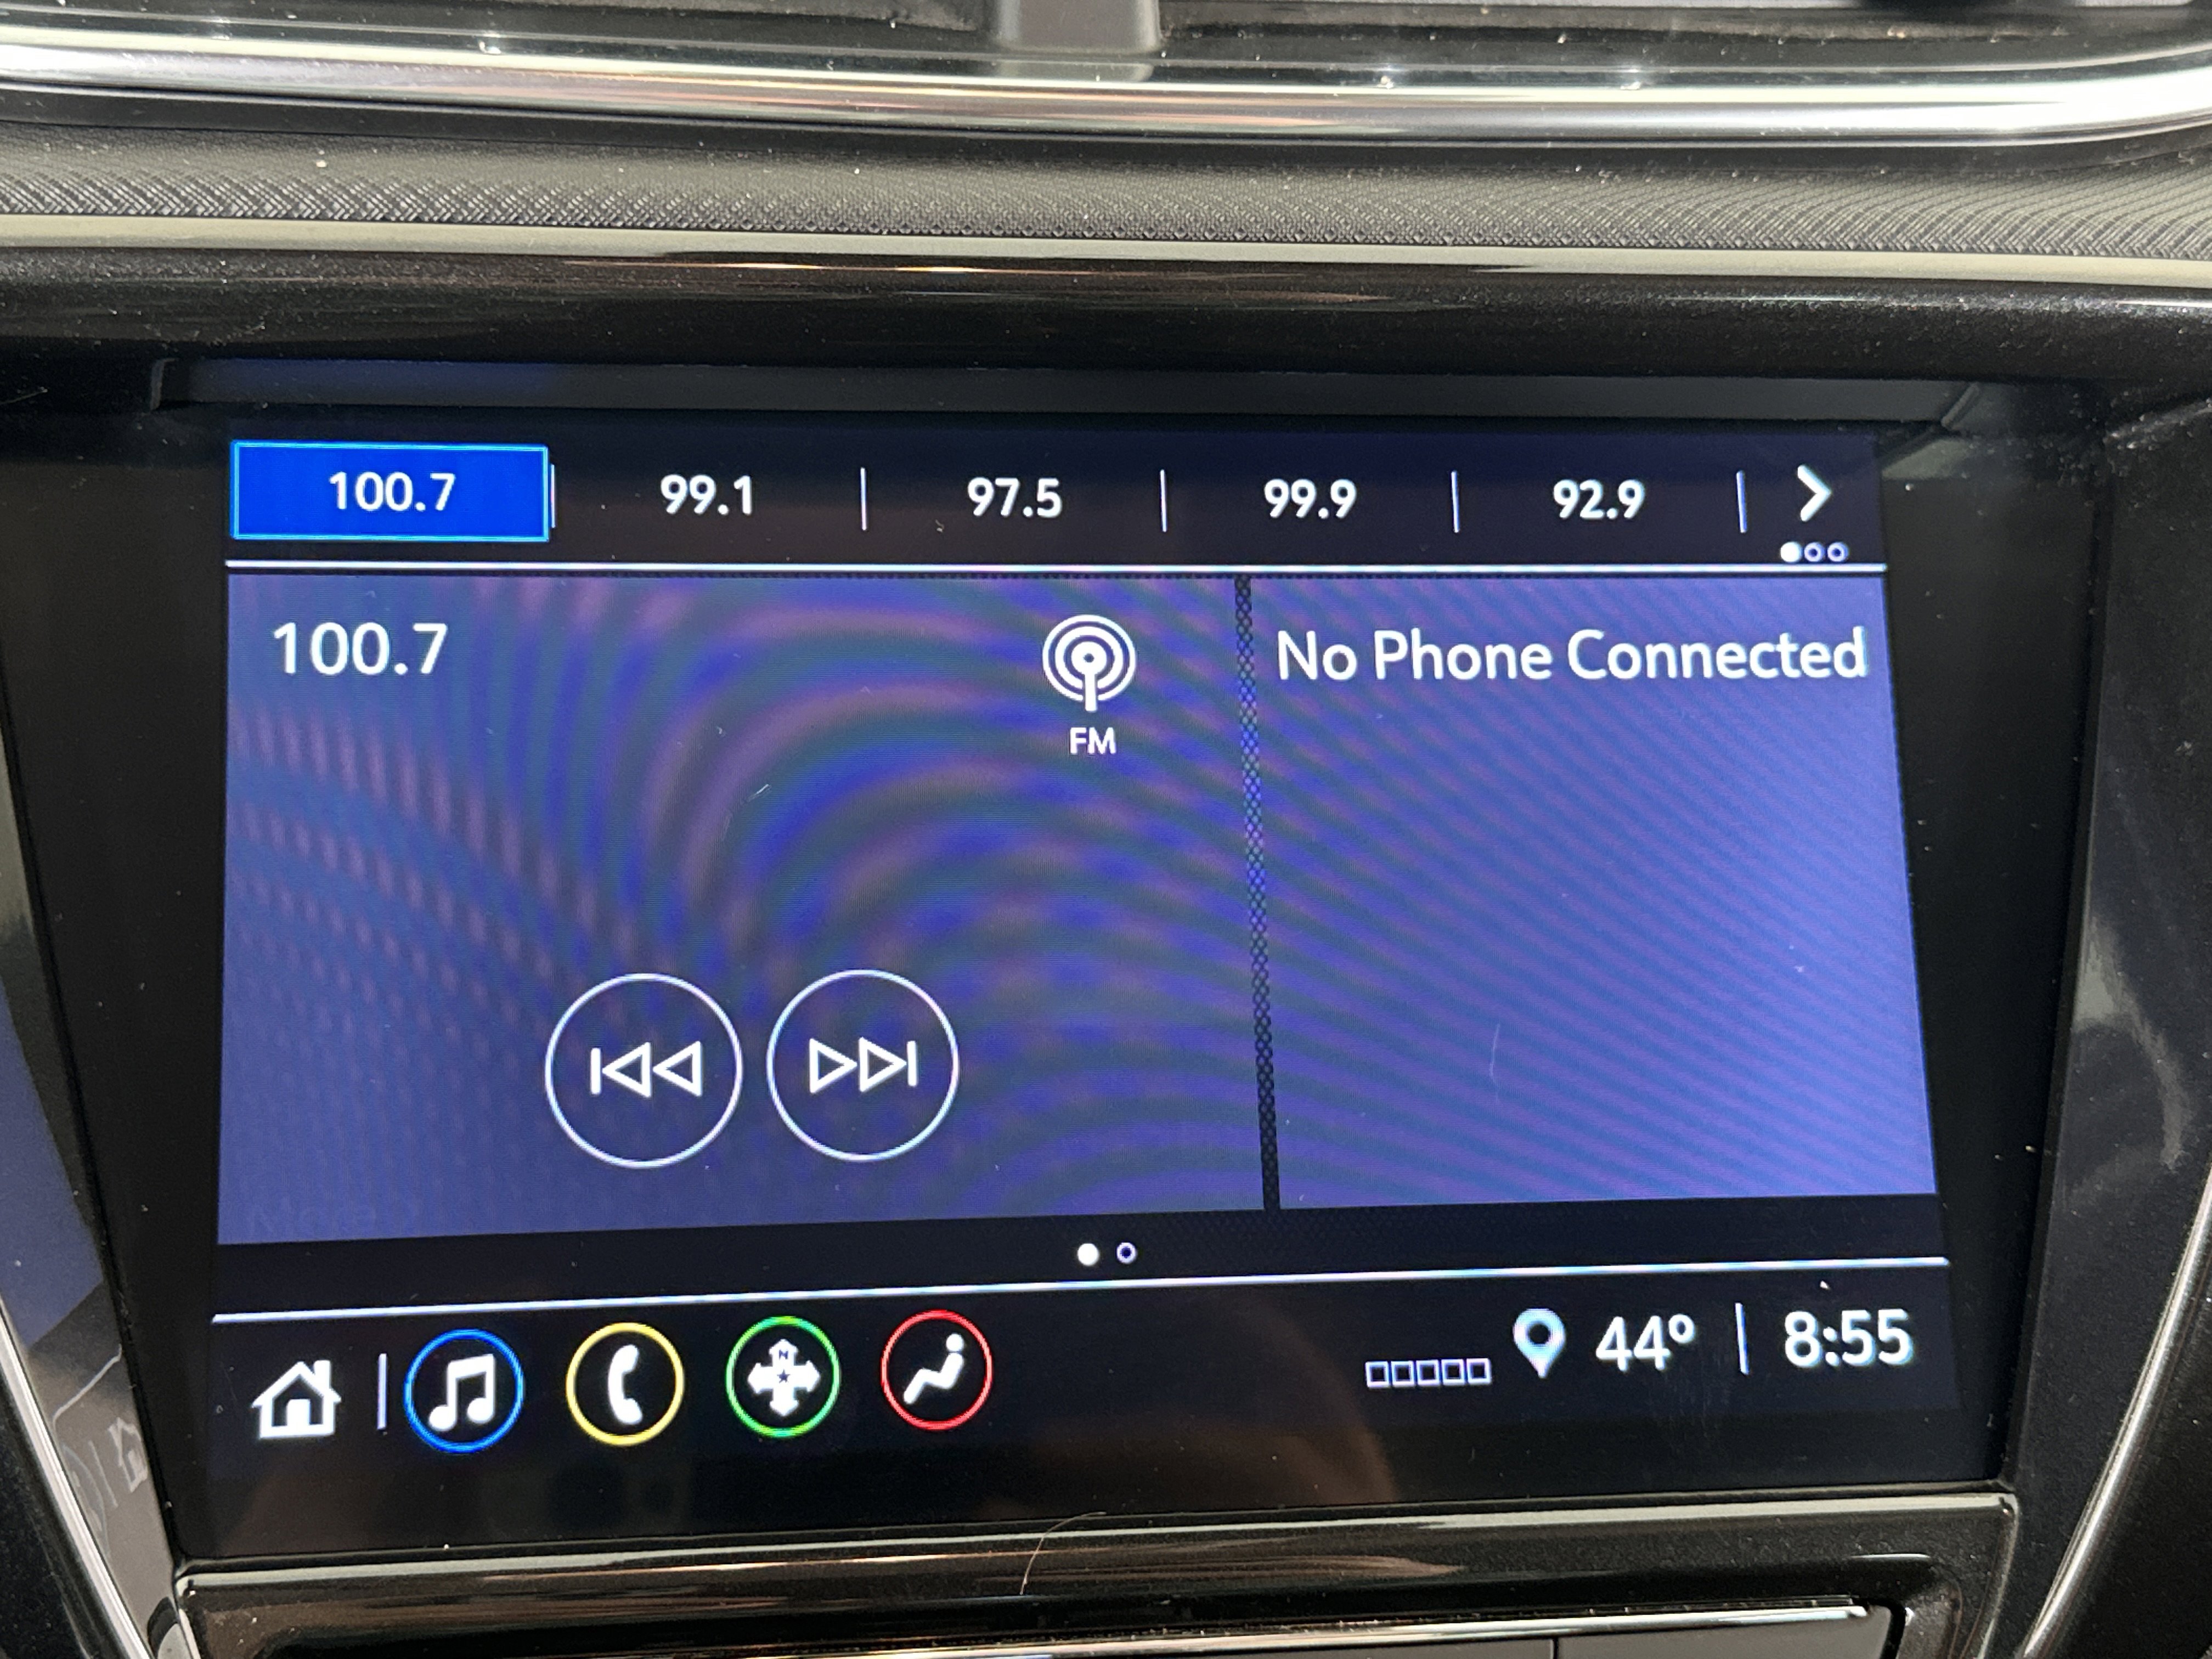 100.7 99.1 97.5 99.9 92.9
100.7
FM
No Phone Connected
N
44° 8:55